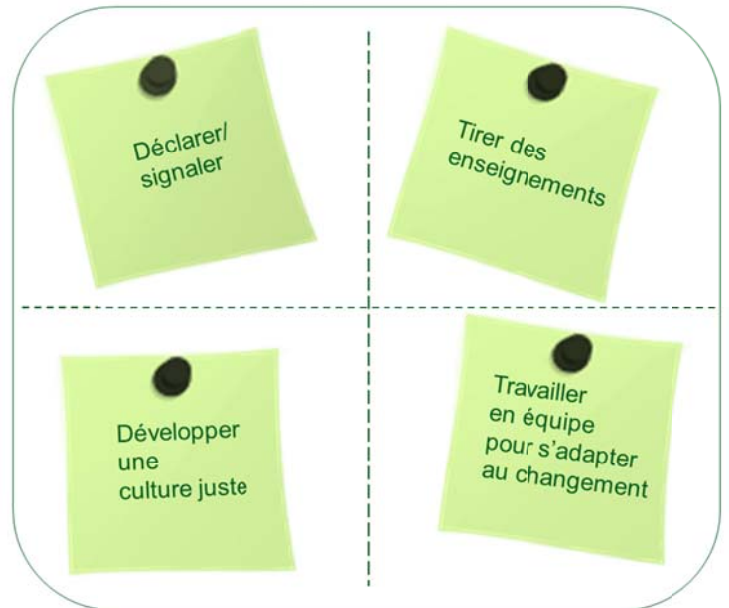 Déclarer/
signaler
Tirer des
enseignements
Développer
une
culture juste
Travailler
en équipe
pour s'adapter
au changement